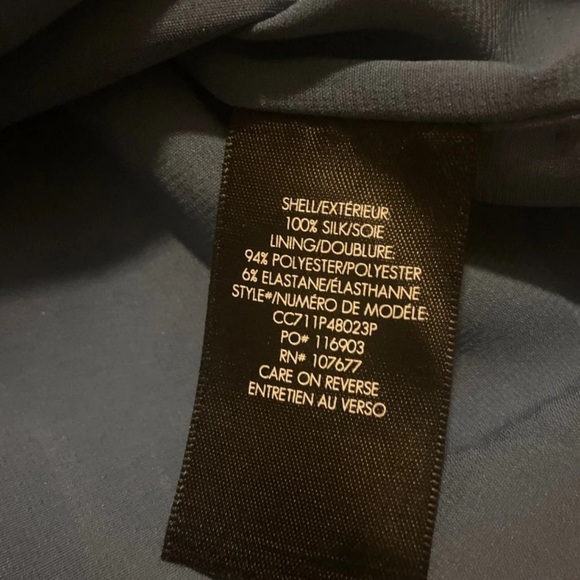 SHELL/EXTÉRIEUR
100% SILK/SOIE
LINING/DOUBLURE:
94% POLYESTER/POLYESTER
6% ELASTANE/ÉLASTHANNE
STYLE#/NUMÉRO DE MODÉLE:
CC711P48023P
PO# 116903
RN# 107677
CARE ON REVERSE
ENTRETIEN AU VERSO